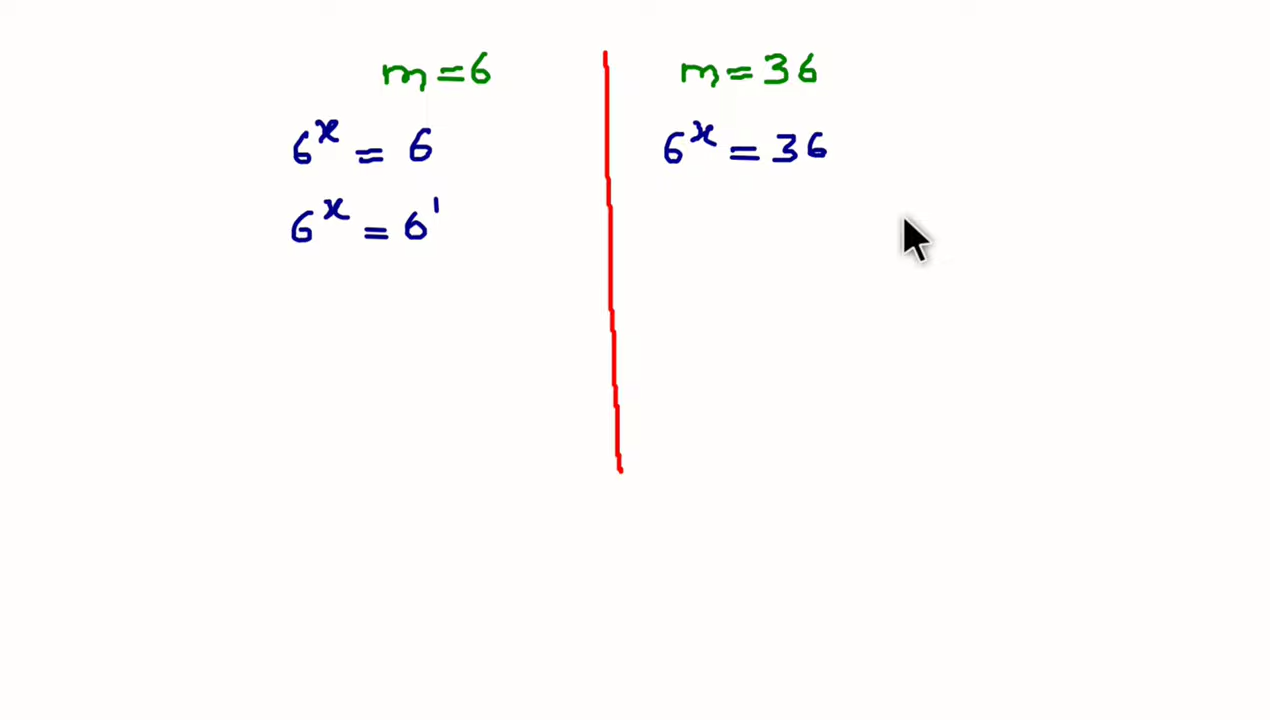 m = 6
6^x = 6
6^x = 6^1
m = 36
6^x = 36